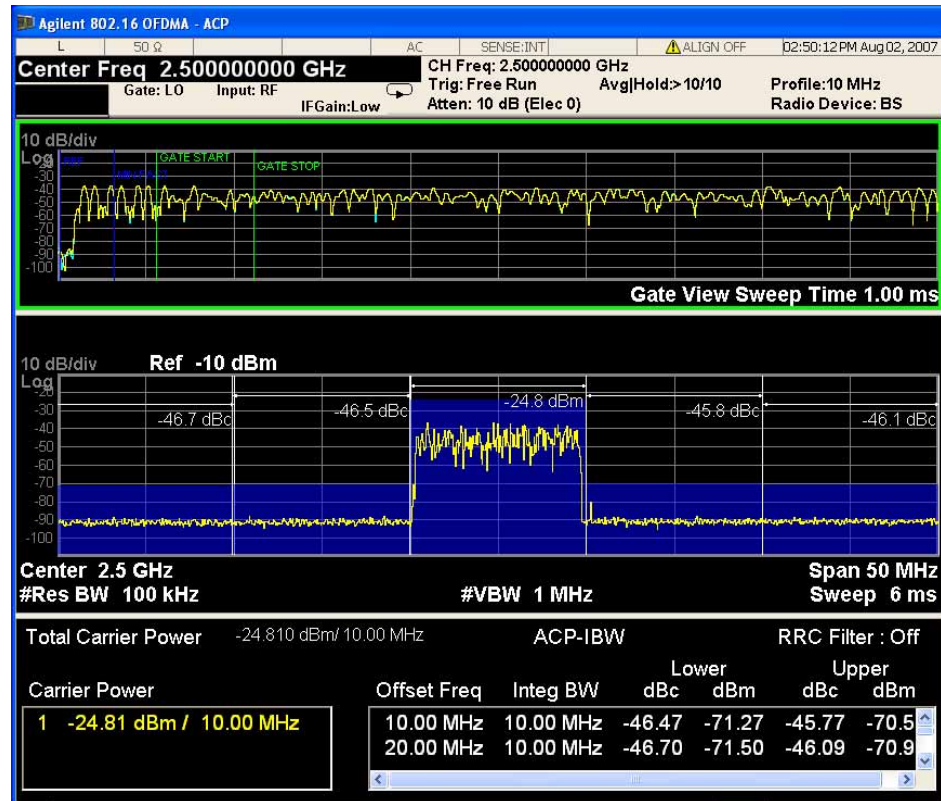 Agilent 802.16 OFDMA - ACP
L 50 Ω AC SENSE:INT ALIGN OFF 02:50:12 PM Aug 02, 2007
Center Freq 2.500000000 GHz
Gate: LO Input: RF
IFGain:Low
CH Freq: 2.500000000 GHz
Trig: Free Run Avg|Hold:>10/10 Profile:10 MHz
Atten: 10 dB (Elec 0) Radio Device: BS
10 dB/div
Log
GATE START
GATE STOP
-30
-40
-50
-60
-70
-80
-90
-100
Gate View Sweep Time 1.00 ms
10 dB/div Ref -10 dBm
Log
-20
-30
-46.7 dBc -46.5 dBc -24.8 dBm -45.8 dBc -46.1 dBc
-40
-50
-60
-70
-80
-90
-100
Center 2.5 GHz Span 50 MHz
#Res BW 100 kHz #VBW 1 MHz Sweep 6 ms
Total Carrier Power -24.810 dBm/ 10.00 MHz ACP-IBW RRC Filter : Off
Lower Upper
Carrier Power Offset Freq Integ BW dBc dBm dBc dBm
1 -24.81 dBm / 10.00 MHz 10.00 MHz 10.00 MHz -46.47 -71.27 -45.77 -70.5
20.00 MHz 10.00 MHz -46.70 -71.50 -46.09 -70.9